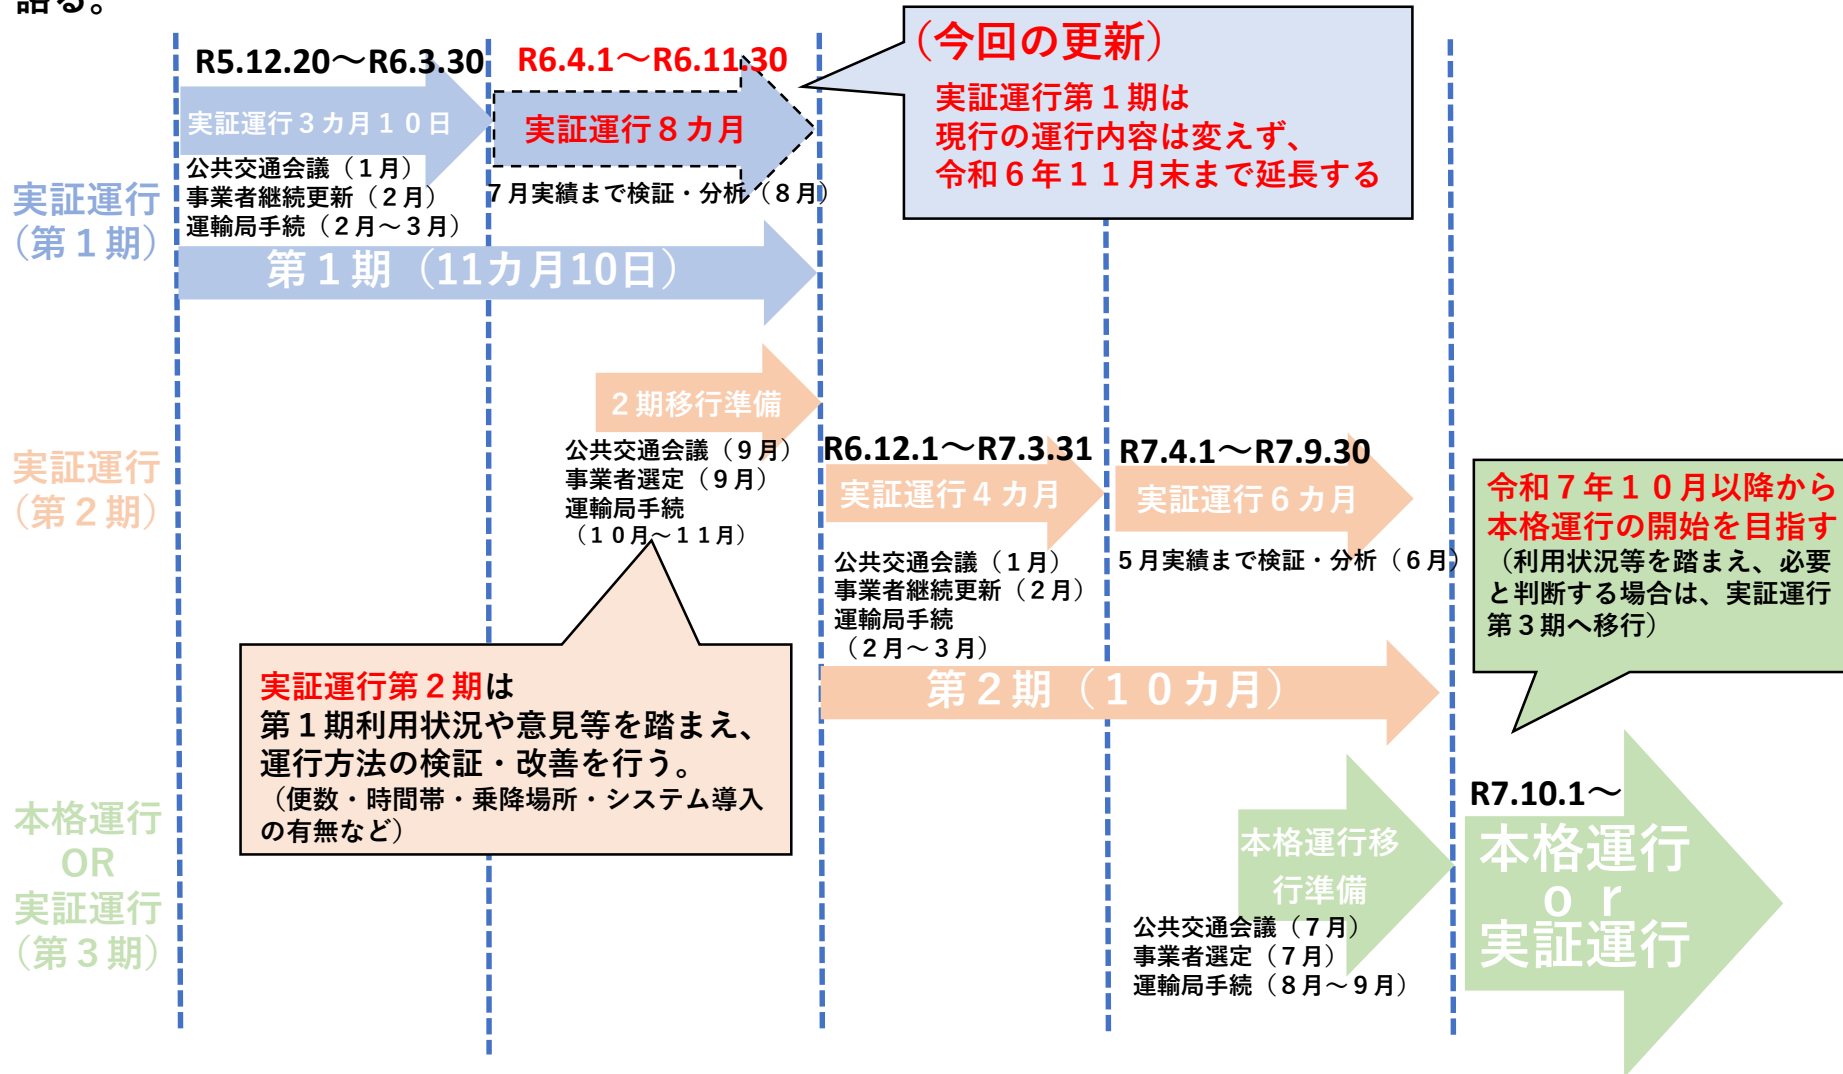 諮る。
R5.12.20～R6.3.30
R6.4.1～R6.11.30
（今回の更新）
実証運行第１期は
現行の運行内容は変えず、
令和６年１１月末まで延長する
実証運行３カ月１０日
実証運行８カ月
公共交通会議（１月）
事業者継続更新（２月）
運輸局手続（２月～３月）
７月実績まで検証・分析（８月）
実証運行
（第１期）
第１期（11カ月10日）
２期移行準備
公共交通会議（９月）
事業者選定（９月）
運輸局手続
（１０月～１１月）
実証運行
（第２期）
R6.12.1～R7.3.31
R7.4.1～R7.9.30
実証運行４カ月
実証運行６カ月
公共交通会議（１月）
事業者継続更新（２月）
運輸局手続
（２月～３月）
５月実績まで検証・分析（６月）
令和７年１０月以降から
本格運行の開始を目指す
（利用状況等を踏まえ、必要
と判断する場合は、実証運行
第３期へ移行）
実証運行第２期は
第１期利用状況や意見等を踏まえ、
運行方法の検証・改善を行う。
（便数・時間帯・乗降場所・システム導入
の有無など）
第２期（１０カ月）
本格運行
OR
実証運行
（第３期）
本格運行移
行準備
公共交通会議（７月）
事業者選定（７月）
運輸局手続（８月～９月）
R7.10.1～
本格運行
ｏｒ
実証運行